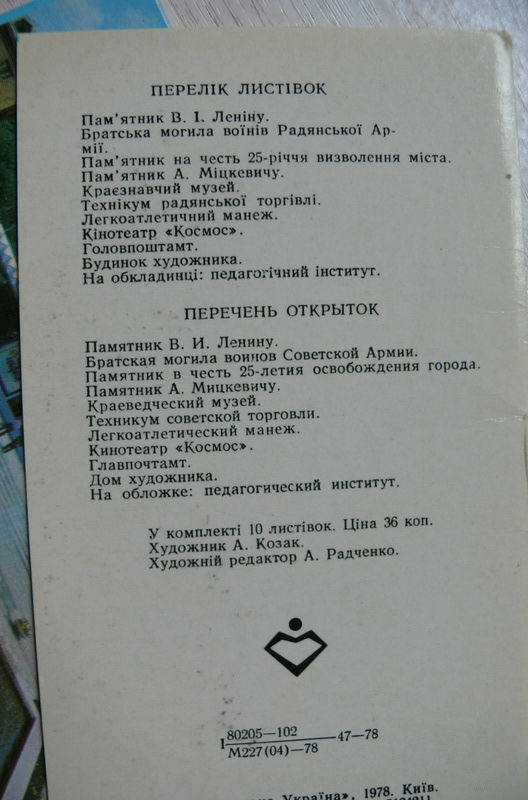 ПЕРЕЛІК ЛИСТІВОК
Пам'ятник В. І. Леніну.
Братська могила воїнів Радянської Ар-
мії.
Пам'ятник на честь 25-річчя визволення міста.
Пам'ятник А. Міцкевичу.
Краєзнавчий музей.
Технікум радянської торгівлі.
Легкоатлетичний манеж.
Кінотеатр «Космос».
Головпоштамт.
Будинок художника.
На обкладинці: педагогічний інститут.
ПЕРЕЧЕНЬ ОТКРЫТОК
Памятник В. И. Ленину.
Братская могила воинов Советской Армии.
Памятник в честь 25-летия освобождения города.
Памятник А. Мицкевичу.
Краеведческий музей.
Техникум советской торговли.
Легкоатлетический манеж.
Кинотеатр «Космос».
Главпочтамт.
Дом художника.
На обложке: педагогический институт.
У комплекті 10 листівок. Ціна 36 коп.
Художник А. Козак.
Художній редактор А. Радченко.
80205—102
І ———— 47—78
М227(04)—78
Україна», 1978. Київ.